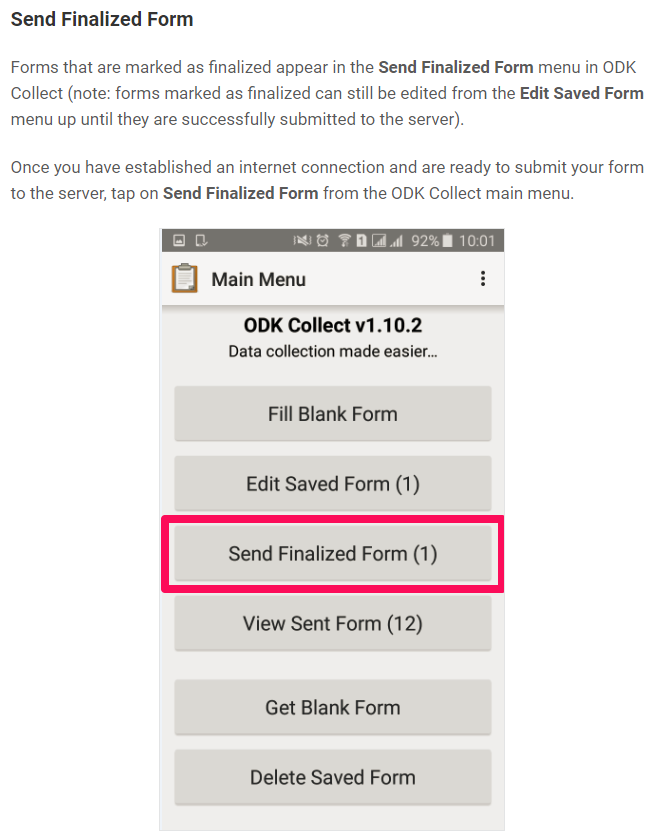 Send Finalized Form
Forms that are marked as finalized appear in the Send Finalized Form menu in ODK
Collect (note: forms marked as finalized can still be edited from the Edit Saved Form
menu up until they are successfully submitted to the server).
Once you have established an internet connection and are ready to submit your form
to the server, tap on Send Finalized Form from the ODK Collect main menu.
1 92% 10:01
Main Menu
ODK Collect v1.10.2
Data collection made easier...
Fill Blank Form
Edit Saved Form (1)
Send Finalized Form (1)
View Sent Form (12)
Get Blank Form
Delete Saved Form